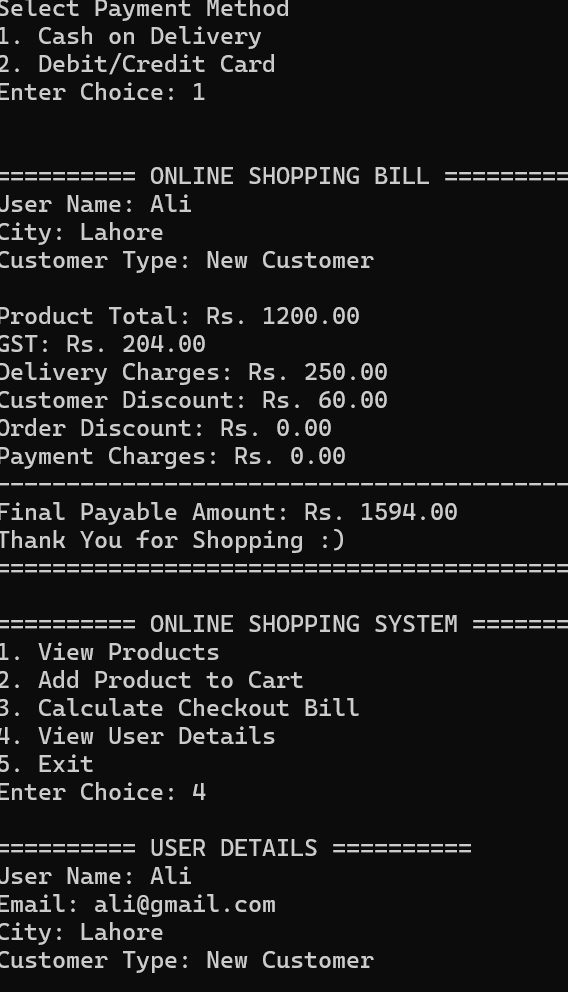 Select Payment Method
1. Cash on Delivery
2. Debit/Credit Card
Enter Choice: 1
========== ONLINE SHOPPING BILL =========
User Name: Ali
City: Lahore
Customer Type: New Customer
Product Total: Rs. 1200.00
GST: Rs. 204.00
Delivery Charges: Rs. 250.00
Customer Discount: Rs. 60.00
Order Discount: Rs. 0.00
Payment Charges: Rs. 0.00
-----------------------------------------
Final Payable Amount: Rs. 1594.00
Thank You for Shopping :)
=========================================
========== ONLINE SHOPPING SYSTEM =======
1. View Products
2. Add Product to Cart
3. Calculate Checkout Bill
4. View User Details
5. Exit
Enter Choice: 4
========== USER DETAILS ==========
User Name: Ali
Email: ali@gmail.com
City: Lahore
Customer Type: New Customer